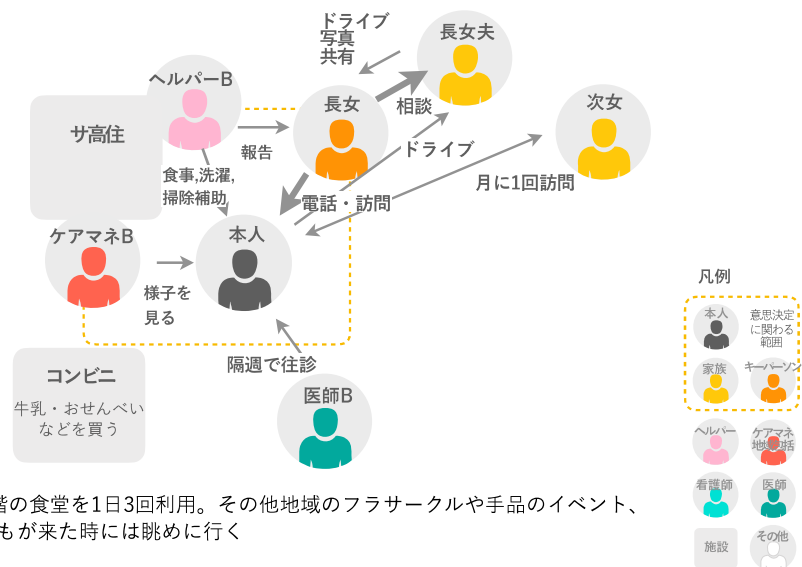 ドライブ
写真
共有
長女夫
ヘルパーB
長女
次女
相談
サ高住
報告
ドライブ
食事,洗濯,
掃除補助
月に1回訪問
電話・訪問
ケアマネB
本人
様子を
見る
隔週で往診
コンビニ
牛乳・おせんべい
などを買う
医師B
階の食堂を1日3回利用。その他地域のフラサークルや手品のイベント、
もが来た時には眺めに行く
凡例
本人
意思決定
に関わる
範囲
家族
キーパーソン
ヘルパー
ケアマネ
看護師
医師
施設
その他